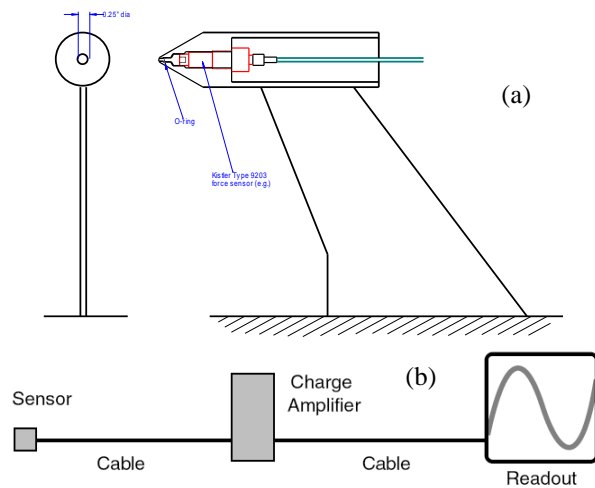 0.25" dia
(a)
O-ring
Kistler Type 9203
force sensor (e.g.)
(b)
Sensor
Charge
Amplifier
Cable
Cable
Readout